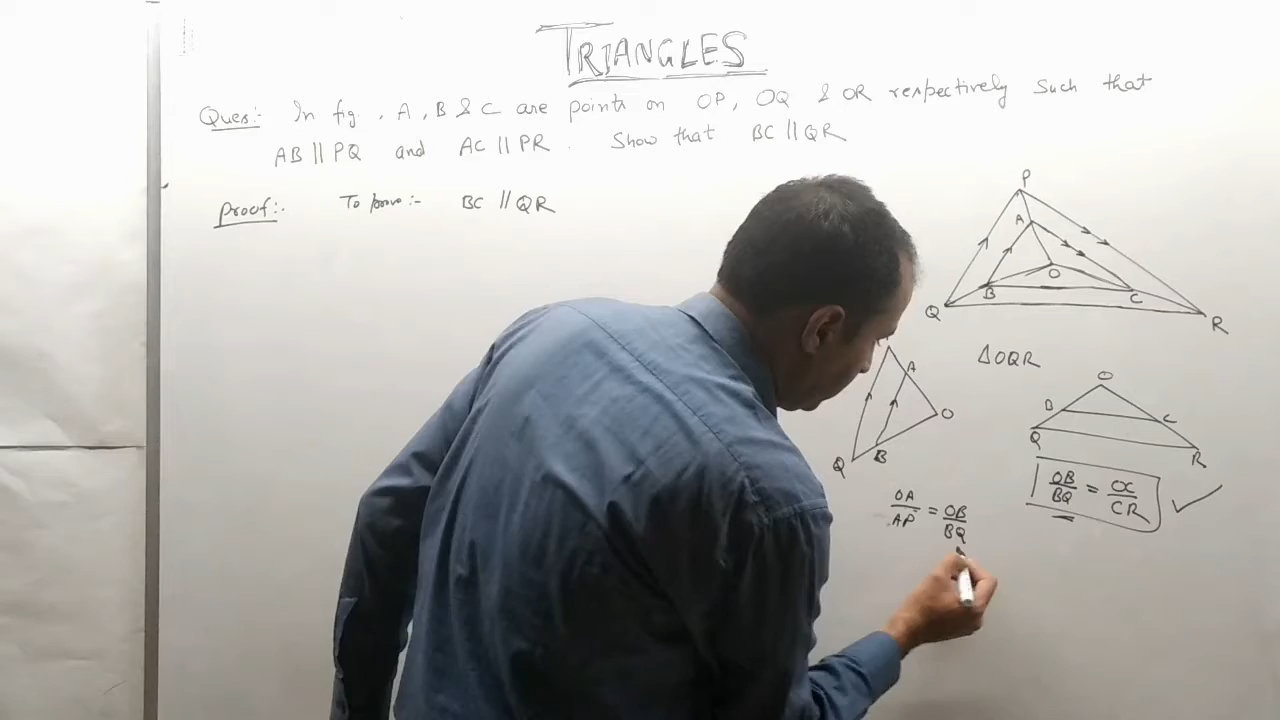 TRIANGLES
Ques:- In fig, A, B & C are points on OP, OQ & OR respectively such that
AB || PQ and AC || PR. Show that BC || QR
Proof:- To prove:- BC || QR
P
A
O
B
C
Q
R
ΔOQR
A
O
B
Q
O
B
C
Q
R
OB/BQ = OC/CR
OA/AP = OB/BQ